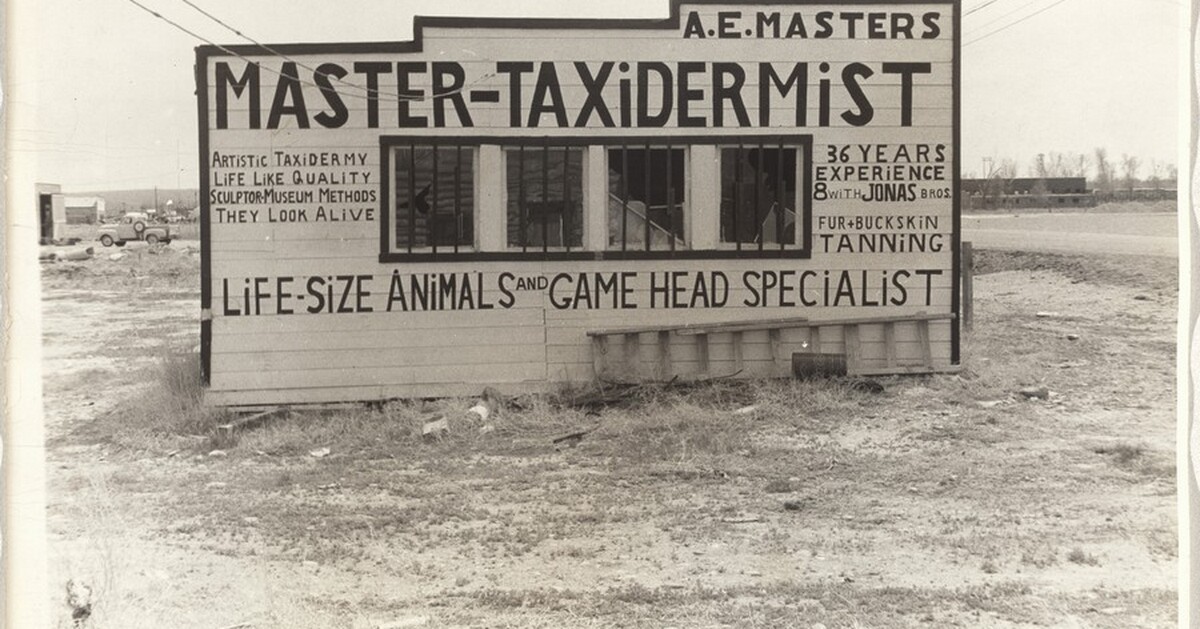 A.E.MASTERS
MASTER-TAXiDERMiST
ARTISTIC TAXiDERMY
LiFE LIKE QUALITY
SCULPTOR-MUSEUM METHODS
THEY LOOK ALIVE
36 YEARS
EXPERiENCE
8 WITH JONAS BROS.
FUR+BUCKSKIN
TANNiNG
LiFE-SiZE ANiMALS AND GAME HEAD SPECiALiST